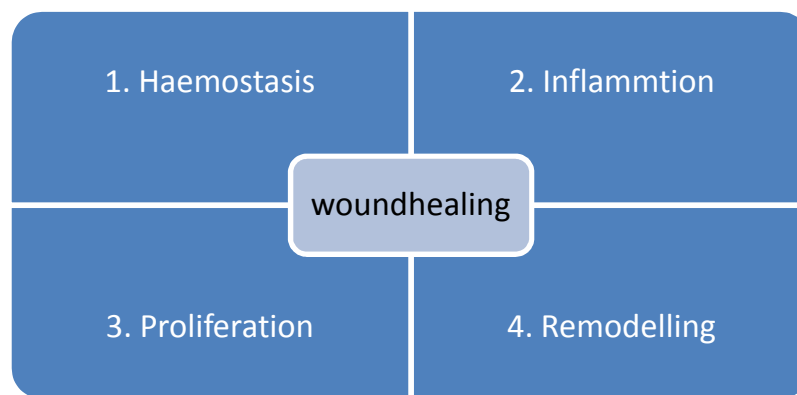 1. Haemostasis
2. Inflammtion
woundhealing
3. Proliferation
4. Remodelling